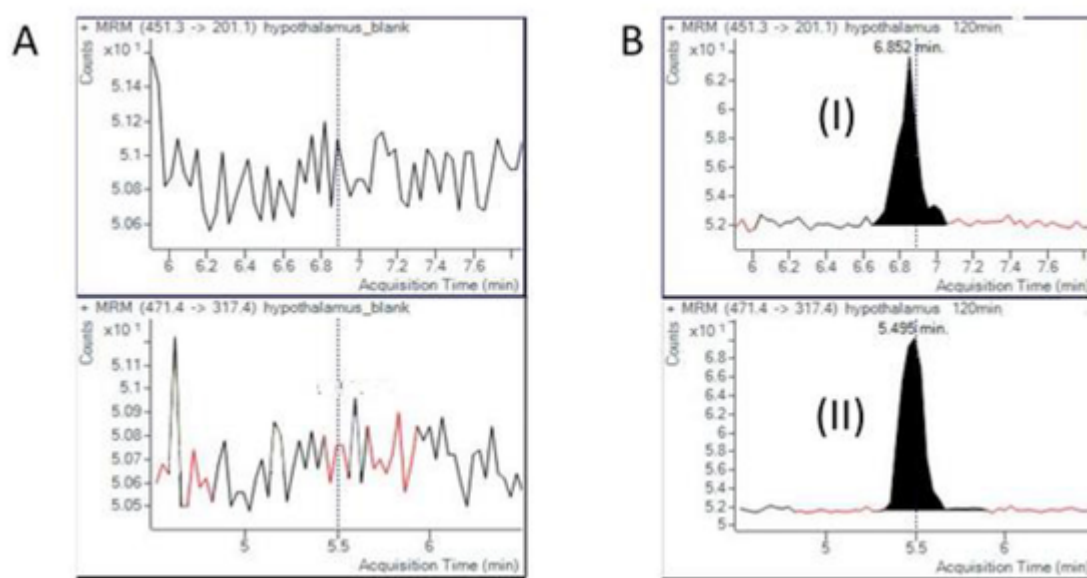 A
+ MRM (451.3 -> 201.1) hypothalamus_blank
Counts
x10 1
5.14
5.12
5.1
5.08
5.06
6 6.2 6.4 6.6 6.8 7 7.2 7.4 7.6
Acquisition Time (min)
+ MRM (471.4 -> 317.4) hypothalamus_blank
Counts
x10 1
5.11
5.1
5.09
5.08
5.07
5.06
5.05
5 5.5 6
Acquisition Time (min)
B
+ MRM (451.3 -> 201.1) hypothalamus 120min
Counts
x10 1
6.852 min.
6.2
6
5.8
5.6
5.4
5.2
(I)
6 6.2 6.4 6.6 6.8 7 7.2 7.4 7.6
Acquisition Time (min)
+ MRM (471.4 -> 317.4) hypothalamus 120min
Counts
x10 1
5.495 min.
6.8
6.6
6.4
6.2
6
5.8
5.6
5.4
5.2
5
(II)
5 5.5 6
Acquisition Time (min)